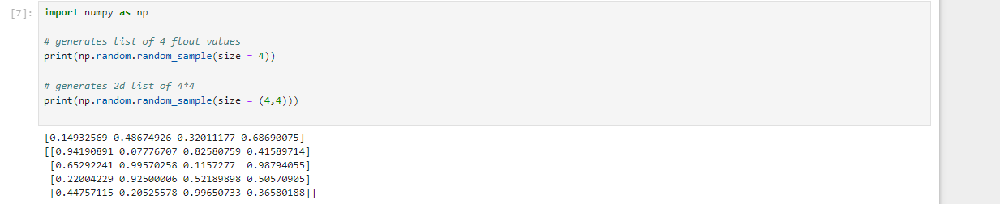 [7]: import numpy as np
# generates list of 4 float values
print(np.random.random_sample(size = 4))
# generates 2d list of 4*4
print(np.random.random_sample(size = (4,4)))
[0.14932569 0.48674926 0.32011177 0.68690075]
[[0.94190891 0.07776707 0.82580759 0.41589714]
[0.65292241 0.99570258 0.1157277  0.98794055]
[0.22004229 0.92500006 0.52189898 0.50570905]
[0.44757115 0.20525578 0.99650733 0.36580188]]